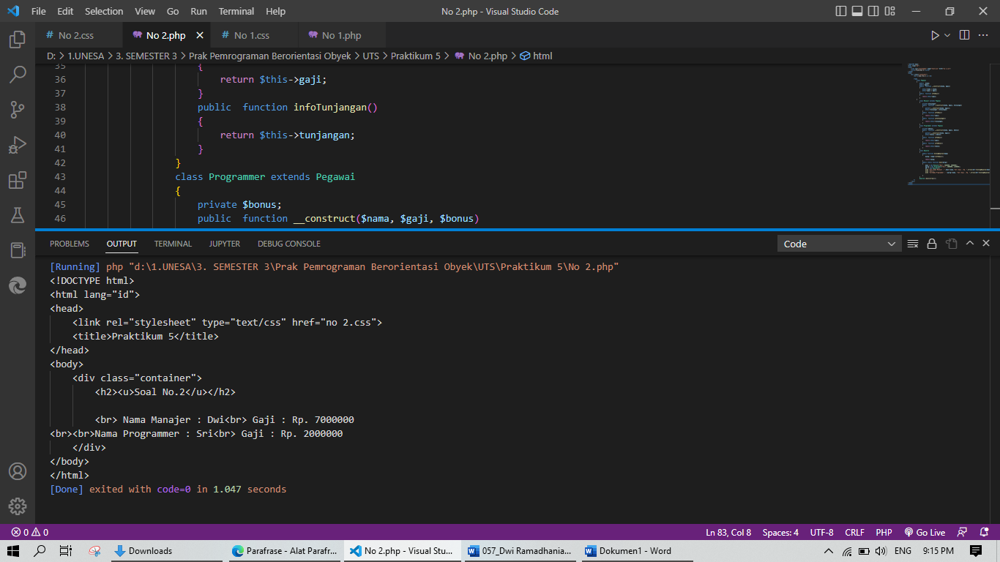 File Edit Selection View Go Run Terminal Help No 2.php - Visual Studio Code
# No 2.css No 2.php # No 1.css No 1.php
D: > 1.UNESA > 3. SEMESTER 3 > Prak Pemrograman Berorientasi Obyek > UTS > Praktikum 5 > No 2.php > html
35 {
36 return $this->gaji;
37 }
38 public  function infoTunjangan()
39 {
40 return $this->tunjangan;
41 }
42 }
43 class Programmer extends Pegawai
44 {
45 private $bonus;
46 public  function __construct($nama, $gaji, $bonus)
PROBLEMS OUTPUT TERMINAL JUPYTER DEBUG CONSOLE Code
[Running] php "d:\1.UNESA\3. SEMESTER 3\Prak Pemrograman Berorientasi Obyek\UTS\Praktikum 5\No 2.php"
<!DOCTYPE html>
<html lang="id">
<head>
<link rel="stylesheet" type="text/css" href="no 2.css">
<title>Praktikum 5</title>
</head>
<body>
<div class="container">
<h2><u>Soal No.2</u></h2>
<br> Nama Manajer : Dwi<br> Gaji : Rp. 7000000
<br><br>Nama Programmer : Sri<br> Gaji : Rp. 2000000
</div>
</body>
</html>
[Done] exited with code=0 in 1.047 seconds
0 0 Ln 83, Col 8 Spaces: 4 UTF-8 CRLF PHP Go Live
Downloads Parafrase - Alat Parafr... No 2.php - Visual Stu... 057_Dwi Ramadhania... Dokumen1 - Word ENG 9:15 PM